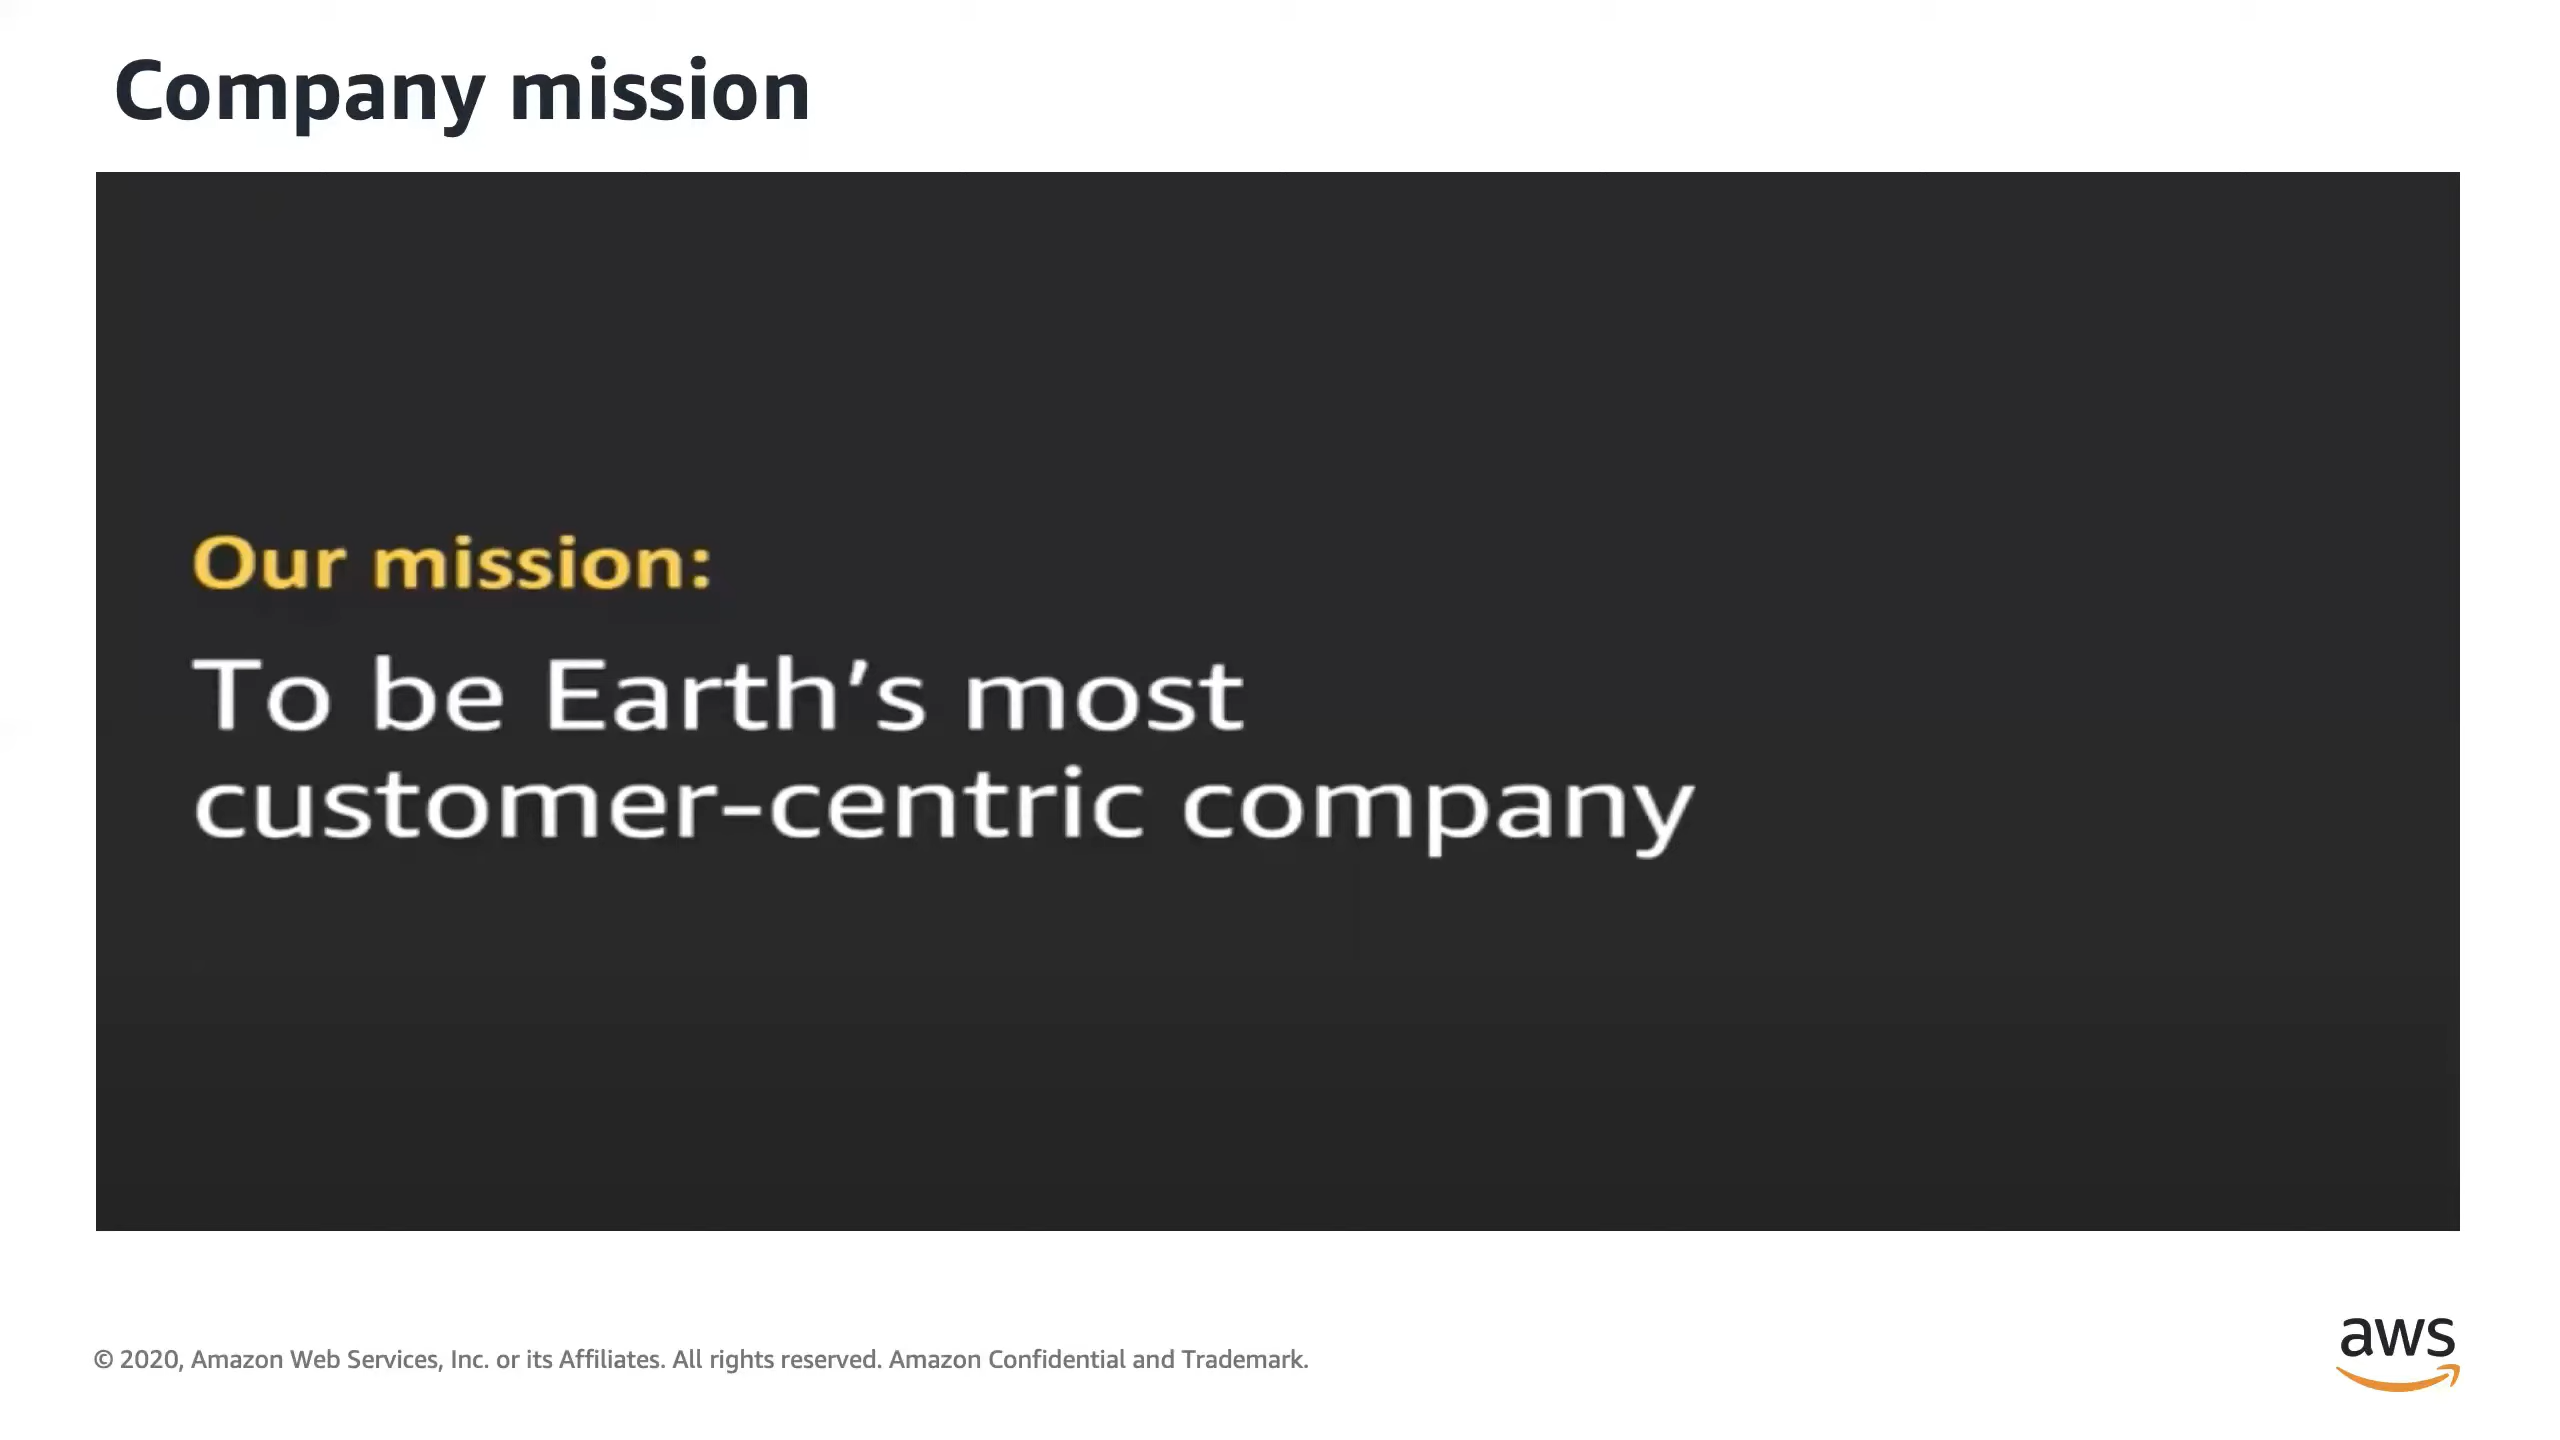 Company mission
Our mission:
To be Earth’s most
customer-centric company
© 2020, Amazon Web Services, Inc. or its Affiliates. All rights reserved. Amazon Confidential and Trademark.
aws